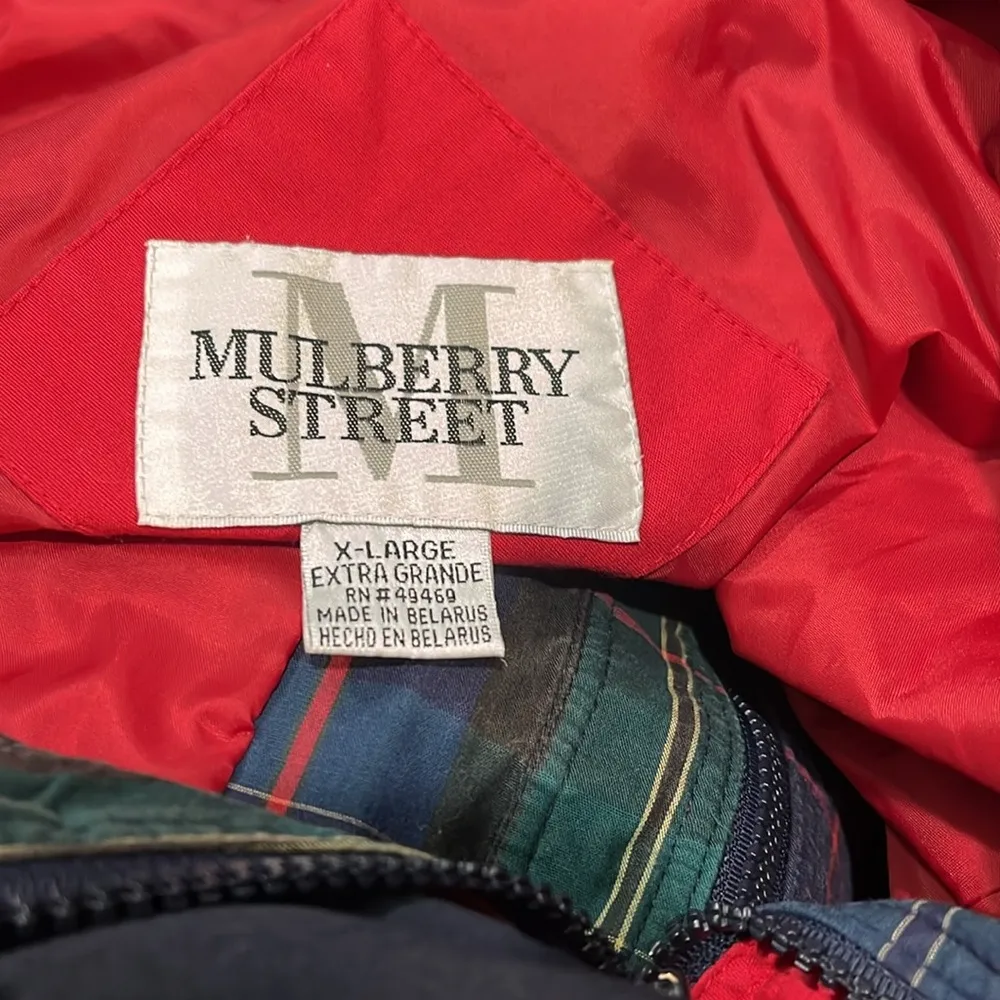 M
MULBERRY
STREET
X-LARGE
EXTRA GRANDE
RN#49469
MADE IN BELARUS
HECHO EN BELARUS